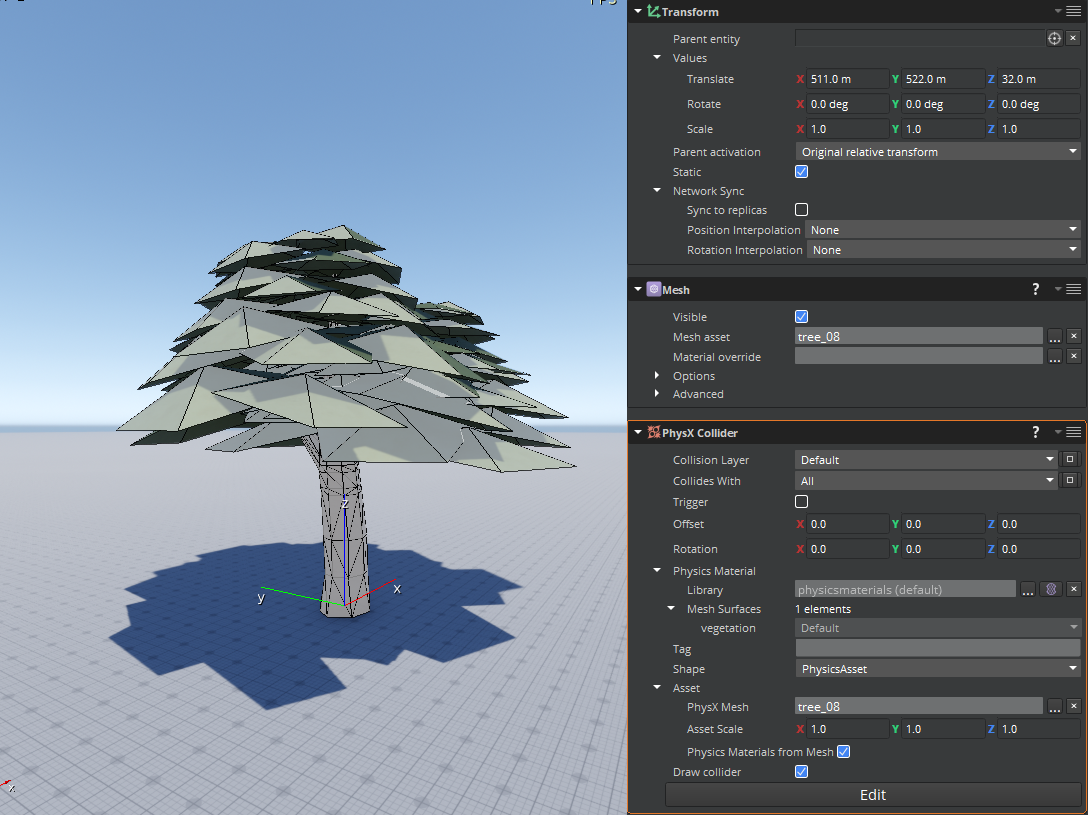 Transform
Parent entity
Values
Translate X 511.0 m Y 522.0 m Z 32.0 m
Rotate X 0.0 deg Y 0.0 deg Z 0.0 deg
Scale X 1.0 Y 1.0 Z 1.0
Parent activation Original relative transform
Static
Network Sync
Sync to replicas
Position Interpolation None
Rotation Interpolation None
Mesh ?
Visible
Mesh asset tree_08 ...
Material override ...
Options
Advanced
PhysX Collider ?
Collision Layer Default
Collides With All
Trigger
Offset X 0.0 Y 0.0 Z 0.0
Rotation X 0.0 Y 0.0 Z 0.0
Physics Material
Library physicsmaterials (default) ...
Mesh Surfaces 1 elements
vegetation Default
Tag
Shape PhysicsAsset
Asset
PhysX Mesh tree_08 ...
Asset Scale X 1.0 Y 1.0 Z 1.0
Physics Materials from Mesh
Draw collider
Edit
z
y
x
x